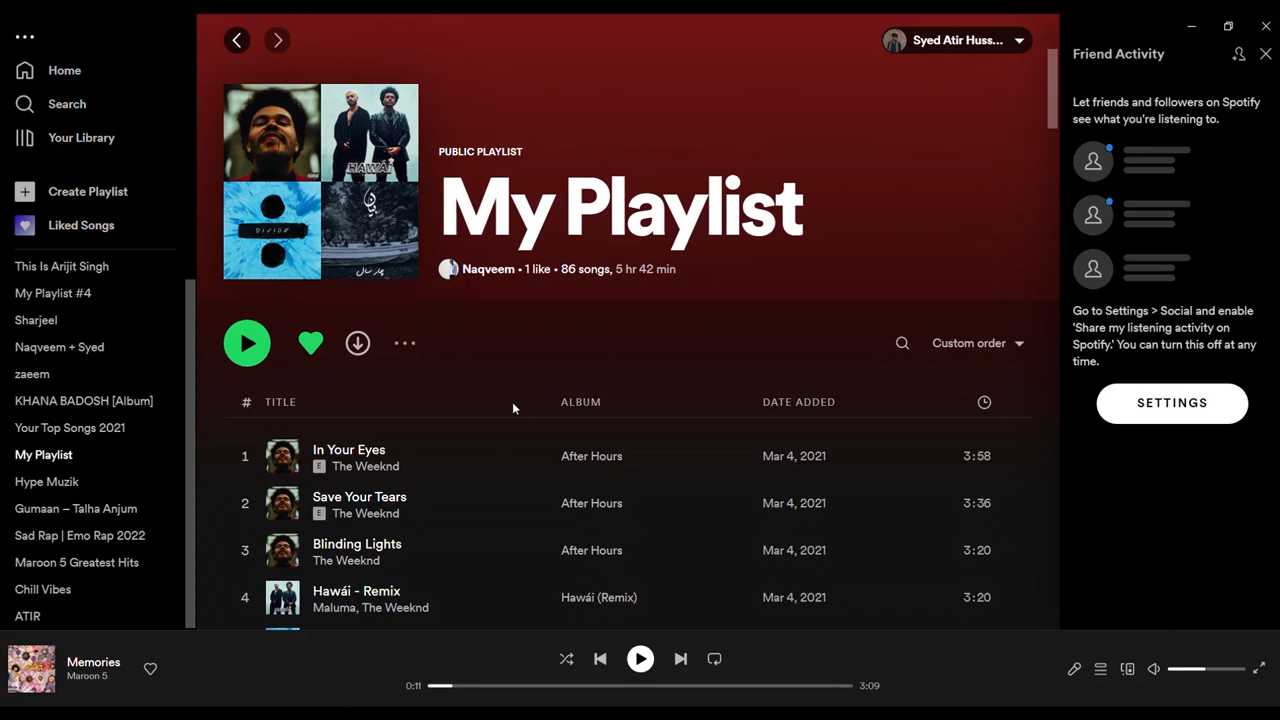 Home
Search
Your Library
Create Playlist
Liked Songs
This Is Arijit Singh
My Playlist #4
Sharjeel
Naqveem + Syed
zaeem
KHANA BADOSH [Album]
Your Top Songs 2021
My Playlist
Hype Muzik
Gumaan – Talha Anjum
Sad Rap | Emo Rap 2022
Maroon 5 Greatest Hits
Chill Vibes
ATIR
Syed Atir Huss...
HAWÁI
DIVIDE
PUBLIC PLAYLIST
My Playlist
Naqveem • 1 like • 86 songs, 5 hr 42 min
Custom order
# TITLE ALBUM DATE ADDED
1 In Your Eyes After Hours Mar 4, 2021 3:58
E The Weeknd
2 Save Your Tears After Hours Mar 4, 2021 3:36
E The Weeknd
3 Blinding Lights After Hours Mar 4, 2021 3:20
The Weeknd
4 Hawái - Remix Hawái (Remix) Mar 4, 2021 3:20
Maluma, The Weeknd
Friend Activity
Let friends and followers on Spotify
see what you're listening to.
Go to Settings > Social and enable
'Share my listening activity on
Spotify.' You can turn this off at any
time.
SETTINGS
Memories
Maroon 5
0:11 3:09